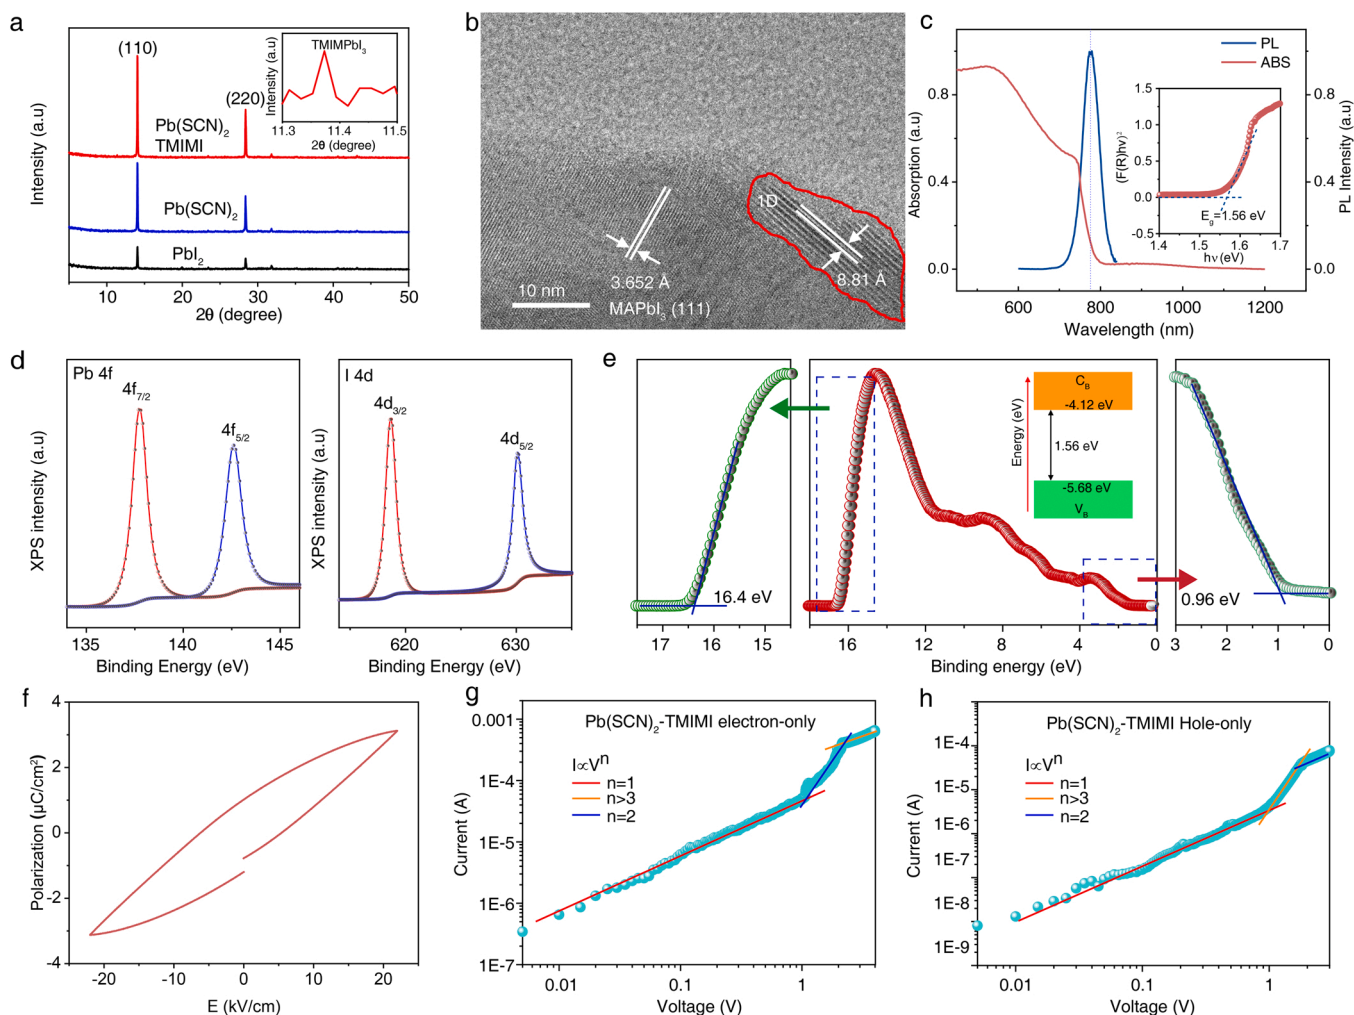 a
Intensity (a.u)
(110)
(220)
Pb(SCN)₂
TMIMI
Pb(SCN)₂
PbI₂
10 20 30 40 50
2θ (degree)
Intensity (a.u)
TMIMPbI₃
11.3 11.4 11.5
2θ (degree)
b
1D
3.652 Å
8.81 Å
10 nm
MAPbI₃ (111)
c
PL
ABS
Absorption (a.u)
0.8
0.4
0.0
600 800 1000 1200
Wavelength (nm)
0.8
0.4
0.0
PL Intensity (a.u)
(F(R)hν)²
1.5
1.0
0.5
0.0
-0.5
E_g=1.56 eV
1.4 1.5 1.6 1.7
hν (eV)
d
Pb 4f
4f₇/₂
4f₅/₂
XPS intensity (a.u)
135 140 145
Binding Energy (eV)
I 4d
4d₃/₂
4d₅/₂
XPS intensity (a.u)
620 630
Binding Energy (eV)
e
16.4 eV
17 16 15
Energy (eV)
C_B
-4.12 eV
1.56 eV
-5.68 eV
V_B
16 12 8 4 0
Binding energy (eV)
0.96 eV
3 2 1 0
f
Polarization (µC/cm²)
4
2
0
-2
-4
-20 -10 0 10 20
E (kV/cm)
g
Pb(SCN)₂-TMIMI electron-only
I∝Vⁿ
n=1
n>3
n=2
Current (A)
0.001
1E-4
1E-5
1E-6
1E-7
0.01 0.1 1
Voltage (V)
h
Pb(SCN)₂-TMIMI Hole-only
I∝Vⁿ
n=1
n>3
n=2
Current (A)
1E-4
1E-5
1E-6
1E-7
1E-8
1E-9
0.01 0.1 1
Voltage (V)